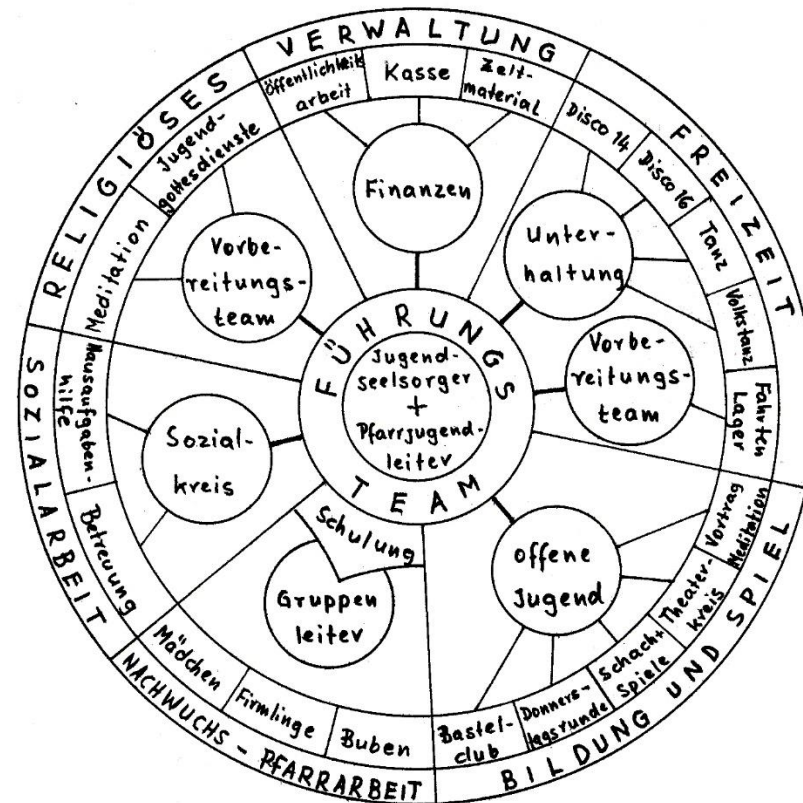 VERWALTUNG
Öffentlichkeits
arbeit
Kasse
Zelt-
material
Finanzen
FREIZEIT
Disco 14
Disco 16
Tanz
Volkstanz
Fahrten
Lager
Unter-
haltung
Vorbe-
reitungs-
team
BILDUNG UND SPIEL
Vortrag
Meditation
Theater-
kreis
Schach+
Spiele
Donners-
tagsrunde
Bastel-
club
offene
Jugend
NACHWUCHS-PFARRARBEIT
Mädchen
Firmlinge
Buben
Schulung
Gruppen
leiter
SOZIALARBEIT
Hausaufgaben-
hilfe
Betreuung
Sozial-
kreis
RELIGIÖSES
Meditation
Jugend-
gottesdienste
Vorbe-
reitungs-
team
FÜHRUNGS
TEAM
Jugend-
seelsorger
+
Pfarrjugend-
leiter